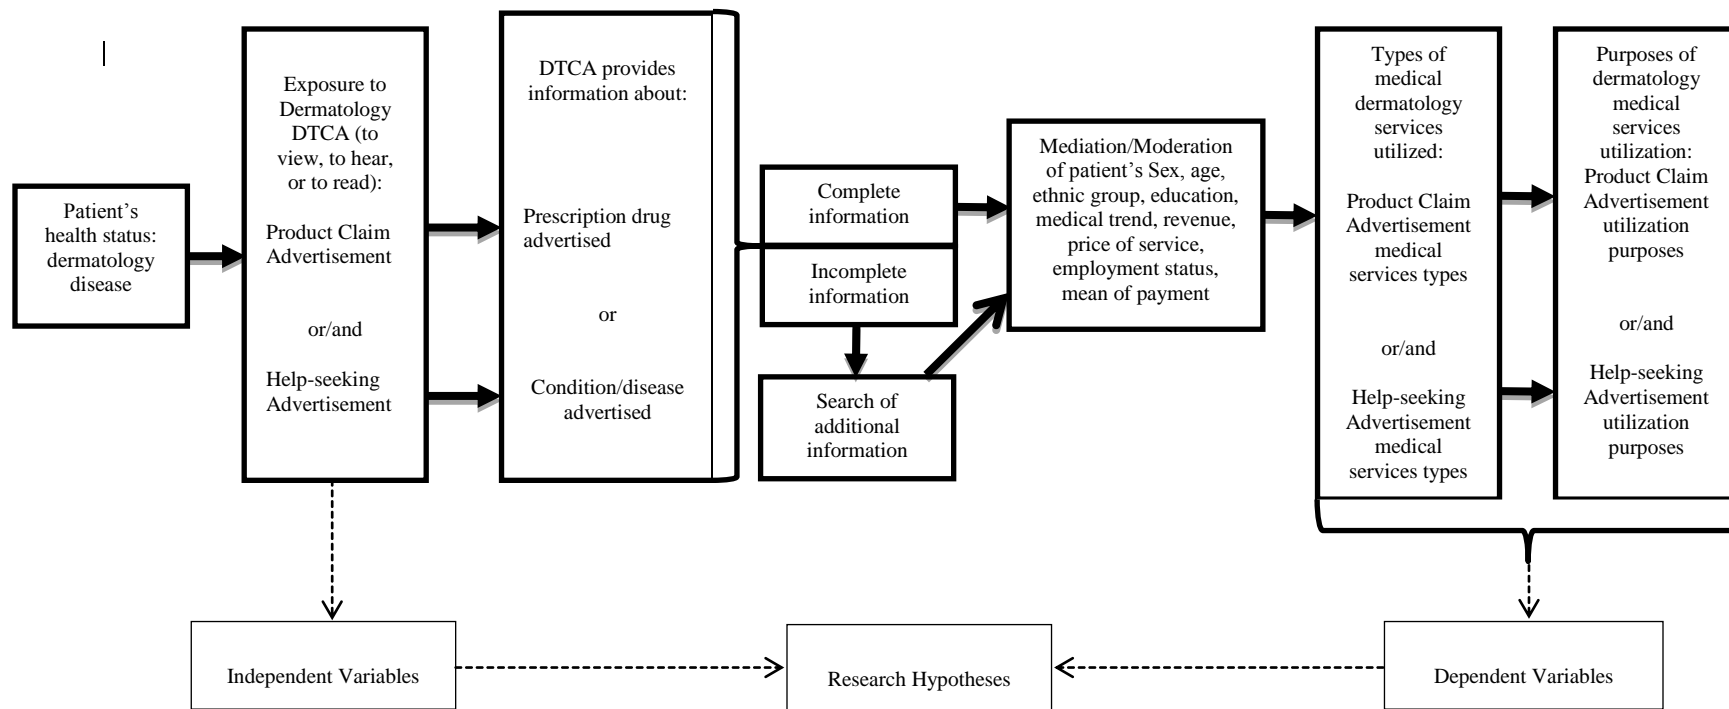 Patient's
health status:
dermatology
disease
Exposure to
Dermatology
DTCA (to
view, to hear,
or to read):
Product Claim
Advertisement
or/and
Help-seeking
Advertisement
DTCA provides
information about:
Prescription drug
advertised
or
Condition/disease
advertised
Complete
information
Incomplete
information
Search of
additional
information
Mediation/Moderation
of patient's Sex, age,
ethnic group, education,
medical trend, revenue,
price of service,
employment status,
mean of payment
Types of
medical
dermatology
services
utilized:
Product Claim
Advertisement
medical
services types
or/and
Help-seeking
Advertisement
medical
services types
Purposes of
dermatology
medical
services
utilization:
Product Claim
Advertisement
utilization
purposes
or/and
Help-seeking
Advertisement
utilization
purposes
Independent Variables
Research Hypotheses
Dependent Variables